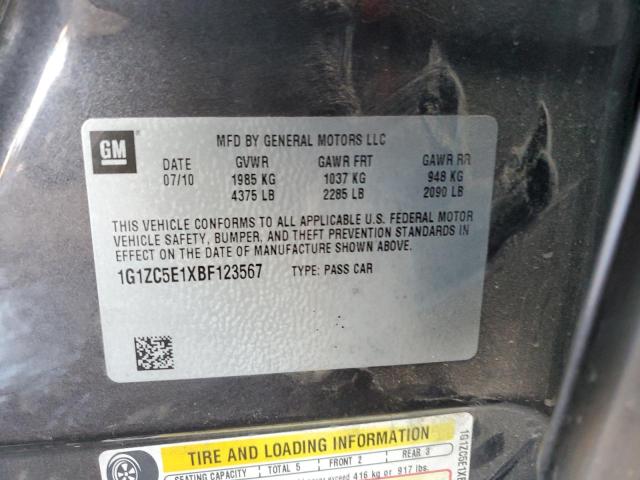 GM
MFD BY GENERAL MOTORS LLC
DATE GVWR GAWR FRT GAWR RR
07/10 1985 KG 1037 KG 948 KG
4375 LB 2285 LB 2090 LB
THIS VEHICLE CONFORMS TO ALL APPLICABLE U.S. FEDERAL MOTOR
VEHICLE SAFETY, BUMPER, AND THEFT PREVENTION STANDARDS IN
EFFECT ON THE DATE OF MANUFACTURE SHOWN ABOVE.
1G1ZC5E1XBF123567 TYPE: PASS CAR
TIRE AND LOADING INFORMATION
SEATING CAPACITY TOTAL 5 FRONT 2 REAR 3
exceed 416 kg or 917 lbs.
1G1ZC5E1XB